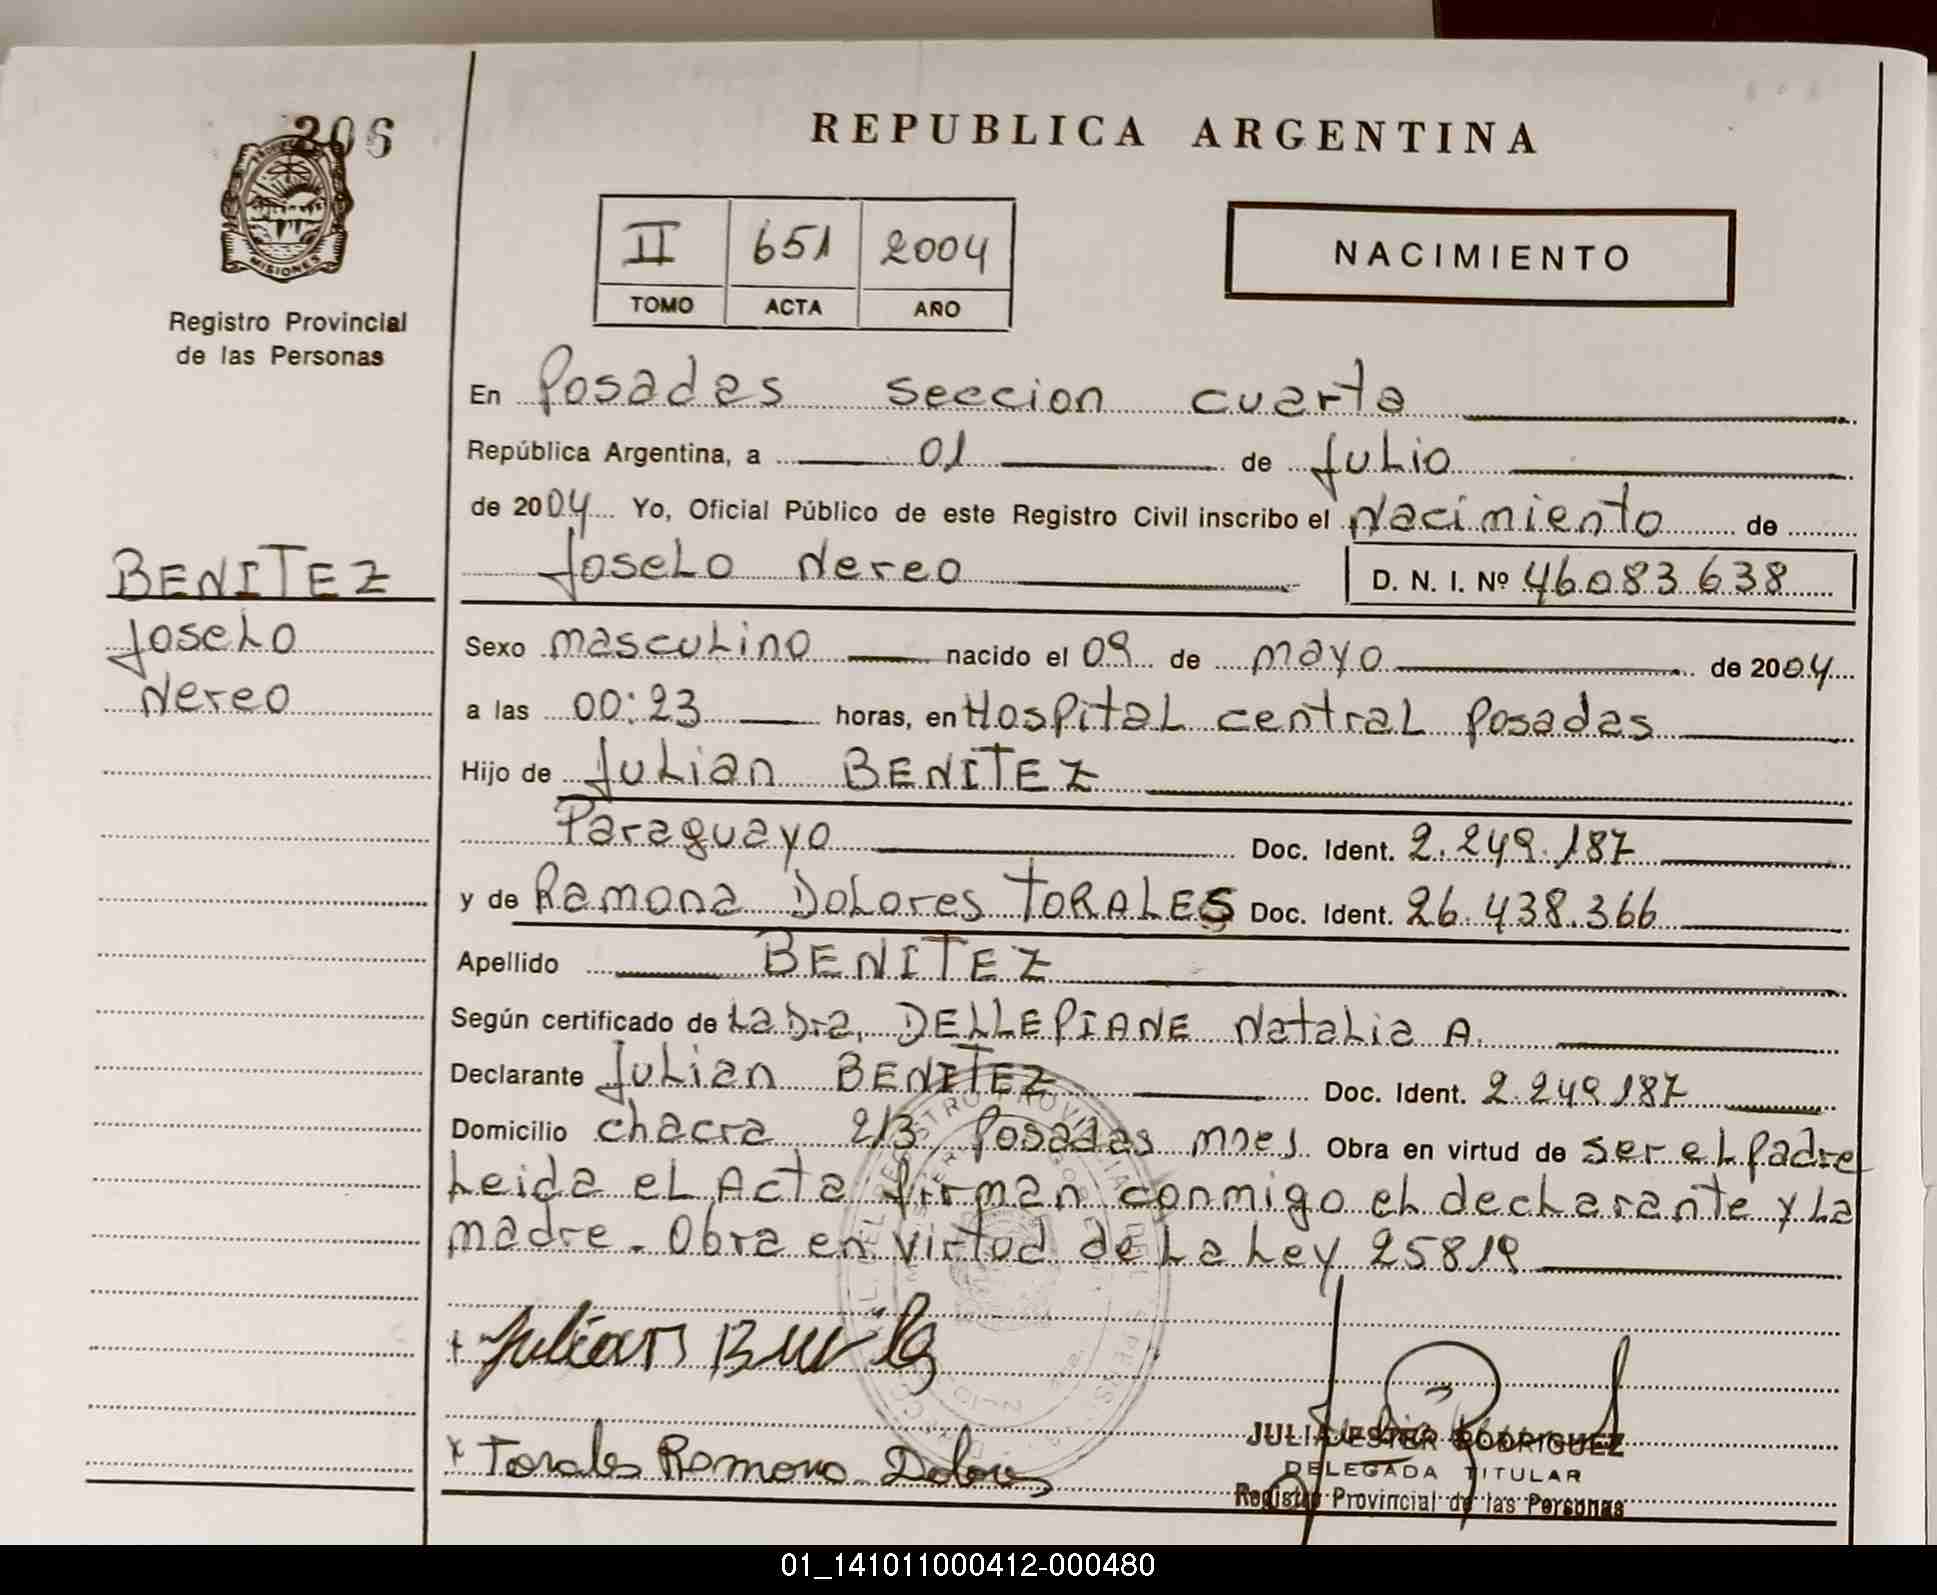 206
MISIONES
Registro Provincial
de las Personas
REPUBLICA ARGENTINA
II 651 2004
TOMO ACTA AÑO
NACIMIENTO
En Posadas seccion cuarta
República Argentina, a 01 de Julio
de 2004 Yo, Oficial Público de este Registro Civil inscribo el Nacimiento de
Joselo Nereo D. N. I. Nº 46.083.638
BENITEZ
Joselo
Nereo
Sexo masculino nacido el 09 de mayo de 2004
a las 00:23 horas, en Hospital central Posadas
Hijo de Julian BENITEZ
Paraguayo Doc. Ident. 2.249.187
y de Ramona Dolores TORALES Doc. Ident. 26.438.366
Apellido BENITEZ
Según certificado de La Dra. DELLEPIANE Natalia A.
Declarante Julian BENITEZ Doc. Ident. 2.249.187
Domicilio chacra 213 Posadas mnes Obra en virtud de ser el Padre
Leida el Acta firman conmigo el declarante y La
madre. Obra en virtud de La Ley 25819
Julian
Torales Ramona Dolores
JULIA ESTER RODRIGUEZ
DELEGADA TITULAR
Registro Provincial de las Personas
01_141011000412-000480